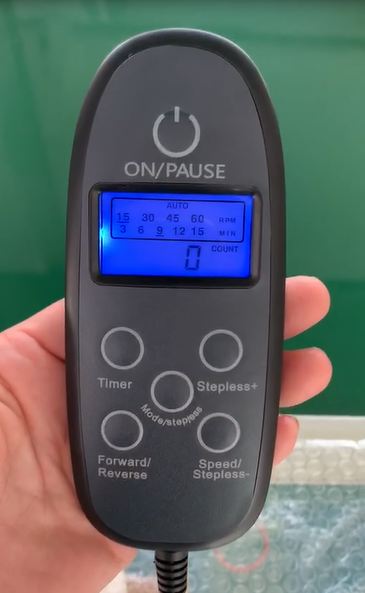 ON/PAUSE
AUTO
15 30 45 60 RPM
3 6 9 12 15 MIN
COUNT
0
Timer
Stepless+
Mode/stepless
Forward/
Reverse
Speed/
Stepless-